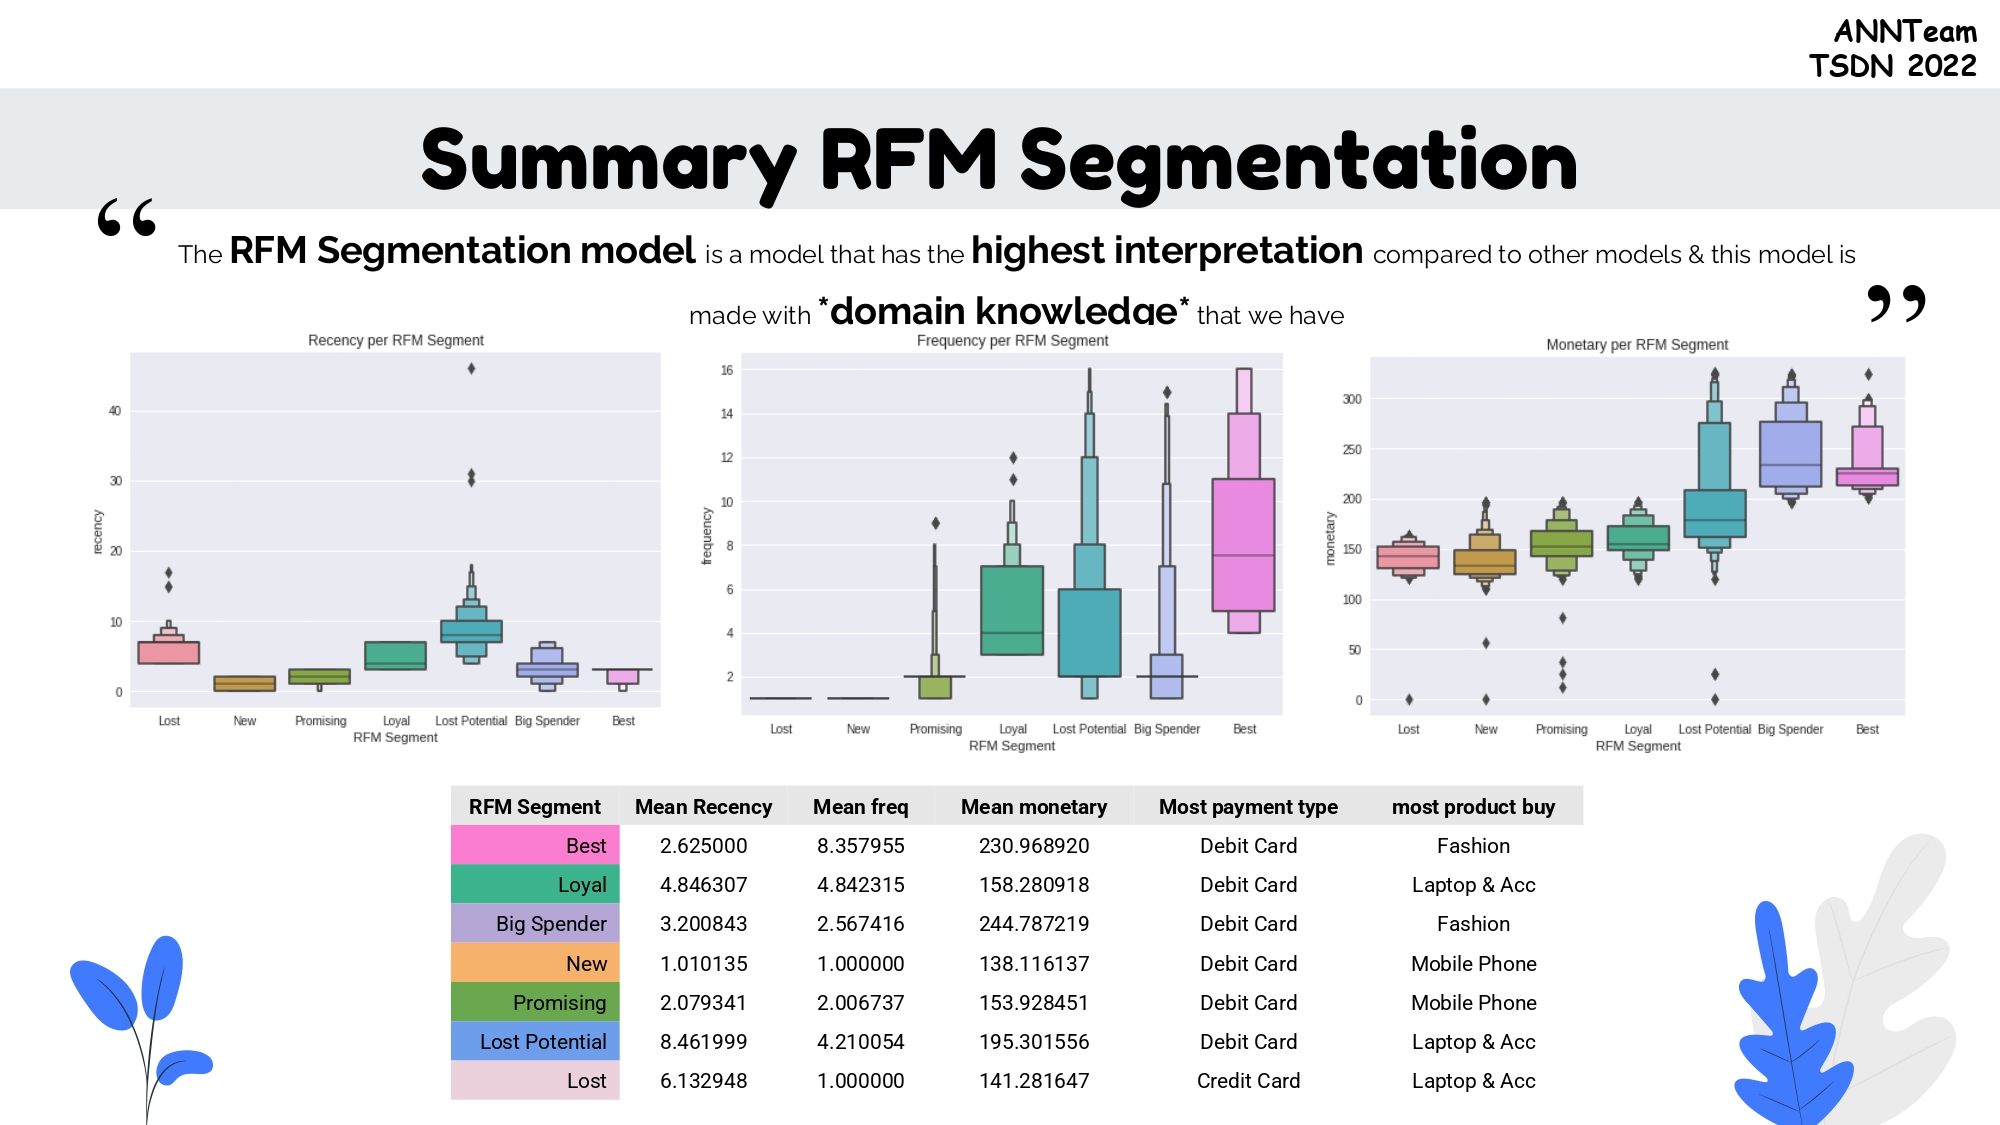 ANNTeam
TSDN 2022
Summary RFM Segmentation
“ The RFM Segmentation model is a model that has the highest interpretation compared to other models & this model is
made with *domain knowledge* that we have ”
Recency per RFM Segment
40
30
20
10
0
recency
Lost New Promising Loyal Lost Potential Big Spender Best
RFM Segment
Frequency per RFM Segment
16
14
12
10
8
6
4
2
frequency
Lost New Promising Loyal Lost Potential Big Spender Best
RFM Segment
Monetary per RFM Segment
300
250
200
150
100
50
0
monetary
Lost New Promising Loyal Lost Potential Big Spender Best
RFM Segment
RFM Segment Mean Recency Mean freq Mean monetary Most payment type most product buy
Best 2.625000 8.357955 230.968920 Debit Card Fashion
Loyal 4.846307 4.842315 158.280918 Debit Card Laptop & Acc
Big Spender 3.200843 2.567416 244.787219 Debit Card Fashion
New 1.010135 1.000000 138.116137 Debit Card Mobile Phone
Promising 2.079341 2.006737 153.928451 Debit Card Mobile Phone
Lost Potential 8.461999 4.210054 195.301556 Debit Card Laptop & Acc
Lost 6.132948 1.000000 141.281647 Credit Card Laptop & Acc